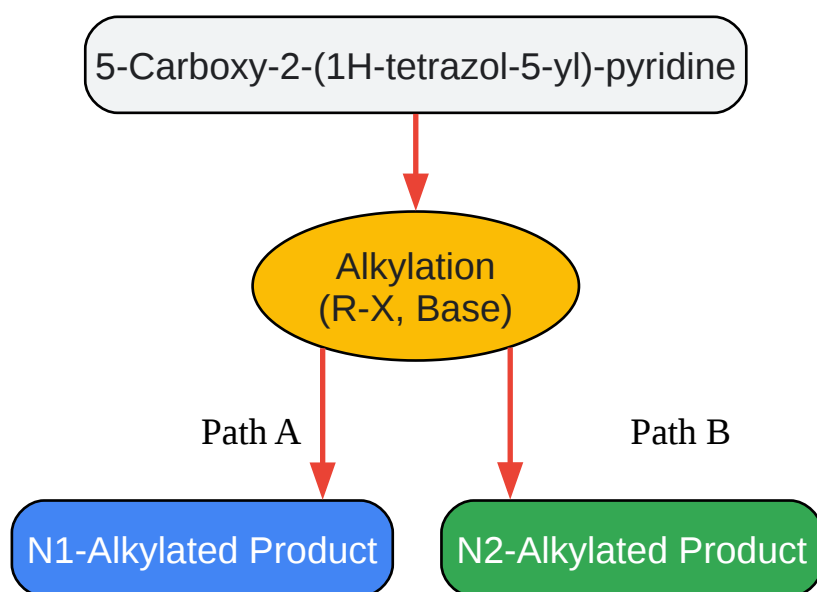 5-Carboxy-2-(1H-tetrazol-5-yl)-pyridine
Alkylation
(R-X, Base)
Path A
Path B
N1-Alkylated Product
N2-Alkylated Product